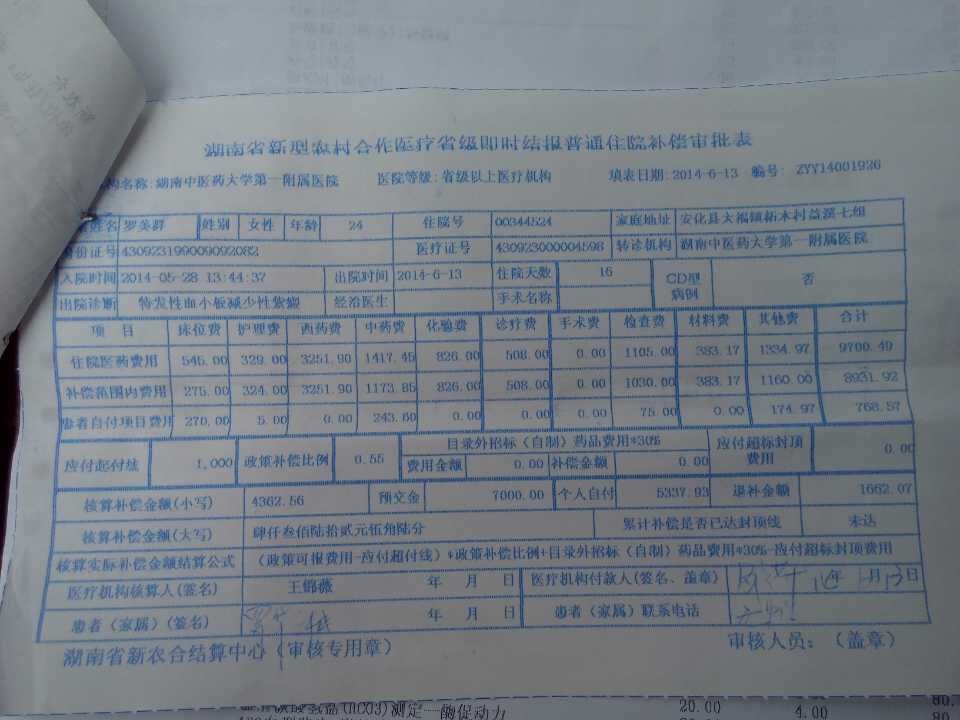 湖南省新型农村合作医疗省级即时结报普通住院补偿审批表
构名称:湖南中医药大学第一附属医院 医院等级:省级以上医疗机构 填表日期:2014-6-13 编号: ZYY14001926
姓名 罗美群 性别 女性 年龄 24 住院号 00344524 家庭地址 安化县大福镇新木村益溪七组
身份证号 430923199009092082 医疗证号 430923000004598 转诊机构 湖南中医药大学第一附属医院
入院时间 2014-05-28 13:44:37 出院时间 2014-6-13 住院天数 16 CD型病例 否
出院诊断 特发性血小板减少性紫癜 经治医生 手术名称
项 目 床位费 护理费 西药费 中药费 化验费 诊疗费 手术费 检查费 材料费 其他费 合计
住院医药费用 545.00 329.00 3251.90 1417.45 826.00 508.00 0.00 1105.00 383.17 1334.97 9700.49
补偿范围内费用 275.00 324.00 3251.90 1173.85 826.00 508.00 0.00 1030.00 383.17 1160.00 8931.92
患者自付项目费用 270.00 5.00 0.00 243.60 0.00 0.00 0.00 75.00 0.00 174.97 768.57
应付起付线 1,000 政策补偿比例 0.55 目录外招标（自制）药品费用*30% 应付超标封顶费用 0.00
费用金额 0.00 补偿金额 0.00
核算补偿金额(小写) 4362.56 预交金 7000.00 个人自付 5337.93 退补金额 1662.07
核算补偿金额(大写) 肆仟叁佰陆拾贰元伍角陆分 累计补偿是否已达封顶线 未达
核算实际补偿金额结算公式 (政策可报费用-应付超付线)*政策补偿比例+目录外招标（自制）药品费用*30%-应付超标封顶费用
医疗机构核算人(签名) 王锦薇 年 月 日 医疗机构付款人(签名、盖章) 年 月13日
患者（家属）(签名) 年 月 日 患者（家属）联系电话
湖南省新农合结算中心（审核专用章） 审核人员: （盖章）
测定—酶促动力 20.00 4.00 80.